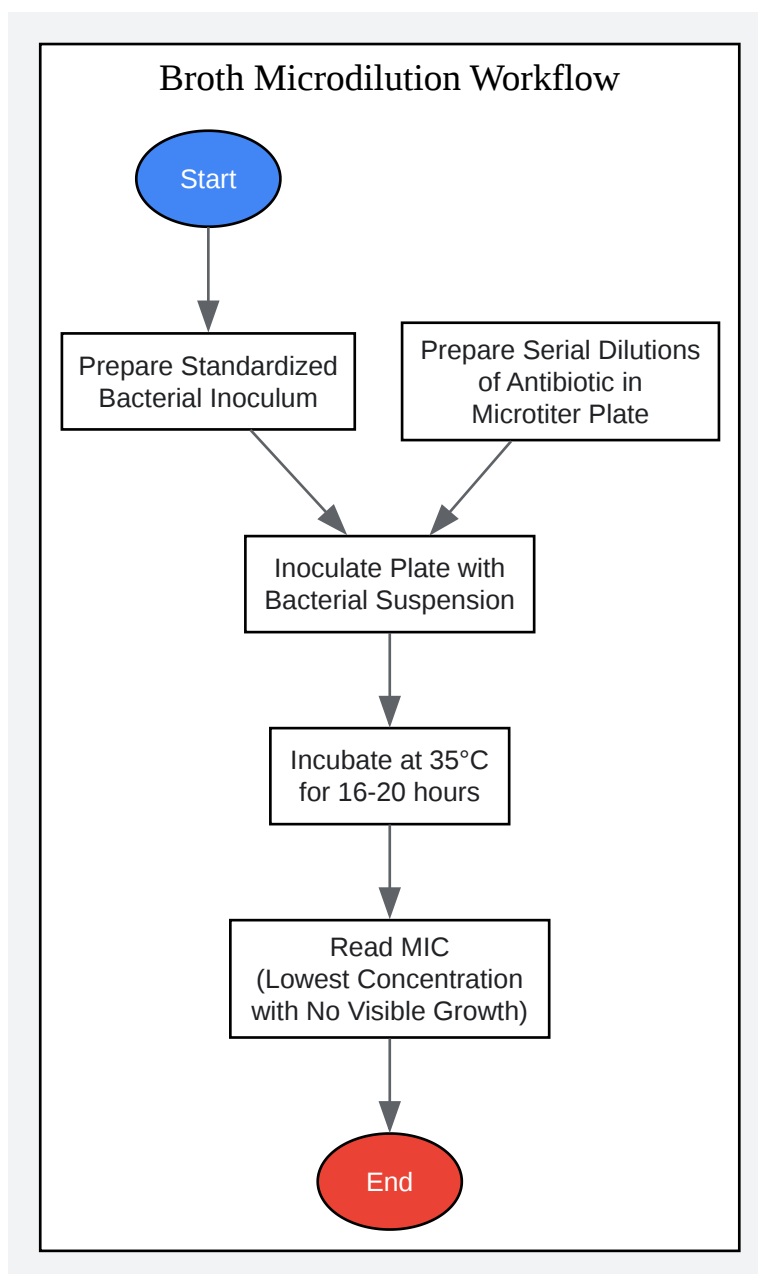 Broth Microdilution Workflow
Start
Prepare Standardized
Bacterial Inoculum
Prepare Serial Dilutions
of Antibiotic in
Microtiter Plate
Inoculate Plate with
Bacterial Suspension
Incubate at 35°C
for 16-20 hours
Read MIC
(Lowest Concentration
with No Visible Growth)
End